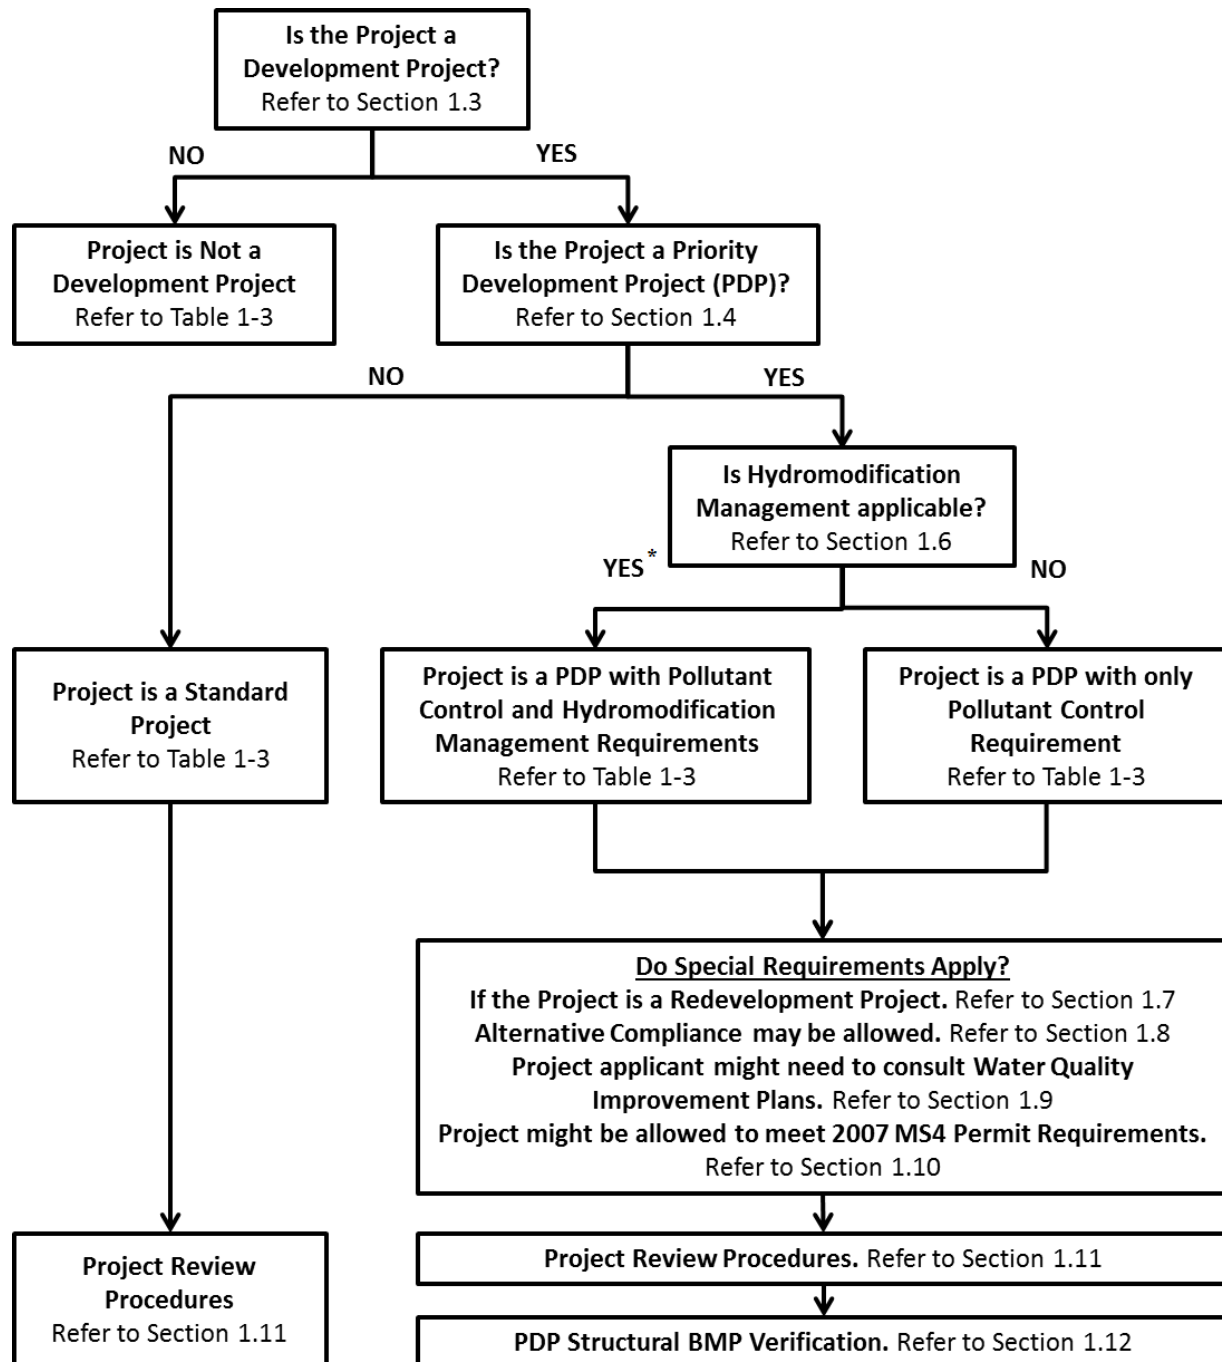 Is the Project a
Development Project?
Refer to Section 1.3
NO
YES
Project is Not a
Development Project
Refer to Table 1-3
Is the Project a Priority
Development Project (PDP)?
Refer to Section 1.4
NO
YES
Is Hydromodification
Management applicable?
Refer to Section 1.6
YES*
NO
Project is a Standard
Project
Refer to Table 1-3
Project is a PDP with Pollutant
Control and Hydromodification
Management Requirements
Refer to Table 1-3
Project is a PDP with only
Pollutant Control
Requirement
Refer to Table 1-3
Do Special Requirements Apply?
If the Project is a Redevelopment Project. Refer to Section 1.7
Alternative Compliance may be allowed. Refer to Section 1.8
Project applicant might need to consult Water Quality
Improvement Plans. Refer to Section 1.9
Project might be allowed to meet 2007 MS4 Permit Requirements.
Refer to Section 1.10
Project Review
Procedures
Refer to Section 1.11
Project Review Procedures. Refer to Section 1.11
PDP Structural BMP Verification. Refer to Section 1.12